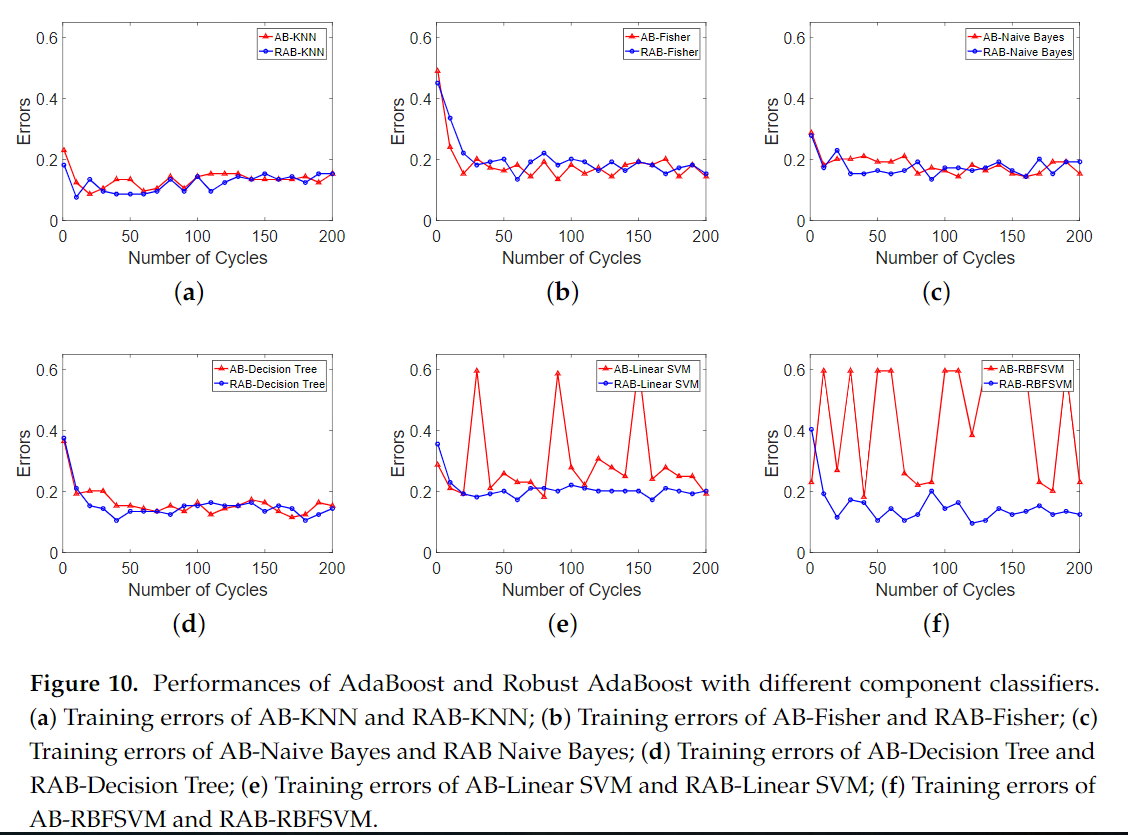 AB-KNN
RAB-KNN
0.6
0.4
0.2
0
Errors
0 50 100 150 200
Number of Cycles
(a)
AB-Fisher
RAB-Fisher
0.6
0.4
0.2
0
Errors
0 50 100 150 200
Number of Cycles
(b)
AB-Naive Bayes
RAB-Naive Bayes
0.6
0.4
0.2
0
Errors
0 50 100 150 200
Number of Cycles
(c)
AB-Decision Tree
RAB-Decision Tree
0.6
0.4
0.2
0
Errors
0 50 100 150 200
Number of Cycles
(d)
AB-Linear SVM
RAB-Linear SVM
0.6
0.4
0.2
0
Errors
0 50 100 150 200
Number of Cycles
(e)
AB-RBFSVM
RAB-RBFSVM
0.6
0.4
0.2
0
Errors
0 50 100 150 200
Number of Cycles
(f)
Figure 10. Performances of AdaBoost and Robust AdaBoost with different component classifiers.
(a) Training errors of AB-KNN and RAB-KNN; (b) Training errors of AB-Fisher and RAB-Fisher; (c)
Training errors of AB-Naive Bayes and RAB Naive Bayes; (d) Training errors of AB-Decision Tree and
RAB-Decision Tree; (e) Training errors of AB-Linear SVM and RAB-Linear SVM; (f) Training errors of
AB-RBFSVM and RAB-RBFSVM.